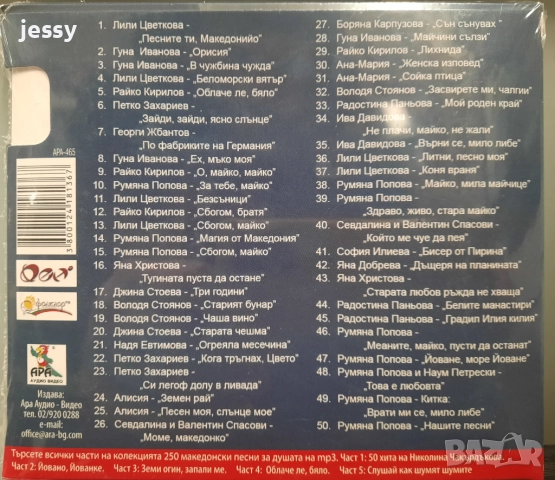 jessy
1. Лили Цветкова -
„Песните ти, Македонийо"
2. Гуна Иванова - „Орисия"
3. Гуна Иванова - „В чужбина чужда"
4. Лили Цветкова - „Беломорски вятър"
5. Райко Кирилов - „Облаче ле, бяло"
6. Петко Захариев -
„Зайди, зайди, ясно слънце"
7. Георги Жбантов -
„По фабриките на Германия"
8. Гуна Иванова - „Ех, мъко моя"
9. Райко Кирилов - „О, майко, майко"
10. Румяна Попова - „За тебе, майко"
11. Лили Цветкова - „Безсъници"
12. Райко Кирилов - „Сбогом, братя"
13. Лили Цветкова - „Сбогом, майко"
14. Румяна Попова - „Магия от Македония"
15. Румяна Попова - „Сбогом, майко"
16. Яна Христова -
„Тугината пуста да остане"
17. Джина Стоева - „Три години"
18. Володя Стоянов - „Старият бунар"
19. Володя Стоянов - „Чаша вино"
20. Джина Стоева - „Старата чешма"
21. Надя Евтимова - „Огреяла месечина"
22. Петко Захариев - „Кога тръгнах, Цвето"
23. Петко Захариев -
„Си легоф долу в ливада"
24. Алисия - „Земен рай"
25. Алисия - „Песен моя, слънце мое"
26. Севдалина и Валентин Спасови -
„Моме, македонко"
27. Боряна Карпузова - „Сън сънувах"
28. Гуна Иванова - „Майчини сълзи"
29. Райко Кирилов - „Лихнида"
30. Ана-Мария - „Женска изповед"
31. Ана-Мария - „Сойка птица"
32. Володя Стоянов - „Засвирете ми, чалгии"
33. Радостина Паньова - „Мой роден край"
34. Ива Давидова -
„Не плачи, майко, не жали"
35. Ива Давидова - „Върни се, мило либе"
36. Лили Цветкова - „Литни, песно моя"
37. Лили Цветкова - „Коня враня"
38. Румяна Попова - „Майко, мила майчице"
39. Румяна Попова -
„Здраво, живо, стара майко"
40. Севдалина и Валентин Спасови -
„Който ме чуе да пея"
41. София Илиева - „Бисер от Пирина"
42. Яна Добрева - „Дъщеря на планината"
43. Яна Христова -
„Старата любов ръжда не хваща"
44. Радостина Паньова - „Белите манастири"
45. Радостина Паньова - „Градил Илия килия"
46. Румяна Попова -
„Меаните, майко, пусти да останат"
47. Румяна Попова - „Йоване, море Йоване"
48. Румяна Попова и Наум Петрески -
„Това е любовта"
49. Румяна Попова - Китка:
„Врати ми се, мило либе"
50. Румяна Попова - „Нашите песни"
АРА-465
3800124181367
фолклор
АРА
АУДИО ВИДЕО
Издава:
Ара Аудио - Видео
тел. 02/920 0288
e-mail:
office@ara-bg.com
Търсете всички части на колекцията 250 македонски песни за душата на mp3. Част 1: 50 хита на Николина Чакърдъкова.
Част 2: Йовано, Йованке. Част 3: Земи огин, запали ме. Част 4: Облаче ле, бяло. Част 5: Слушай как шумят шумите
bazar.bg